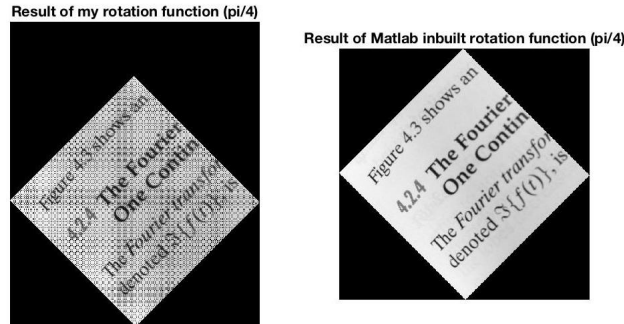 Result of my rotation function (pi/4)
Figure 4.3 shows an
4.2.4 The Fourier
One Contin
The Fourier transfor
denoted ℑ{f(t)}, is
Result of Matlab inbuilt rotation function (pi/4)
Figure 4.3 shows an
4.2.4 The Fourier
One Contin
The Fourier transfor
denoted ℑ{f(t)}, is